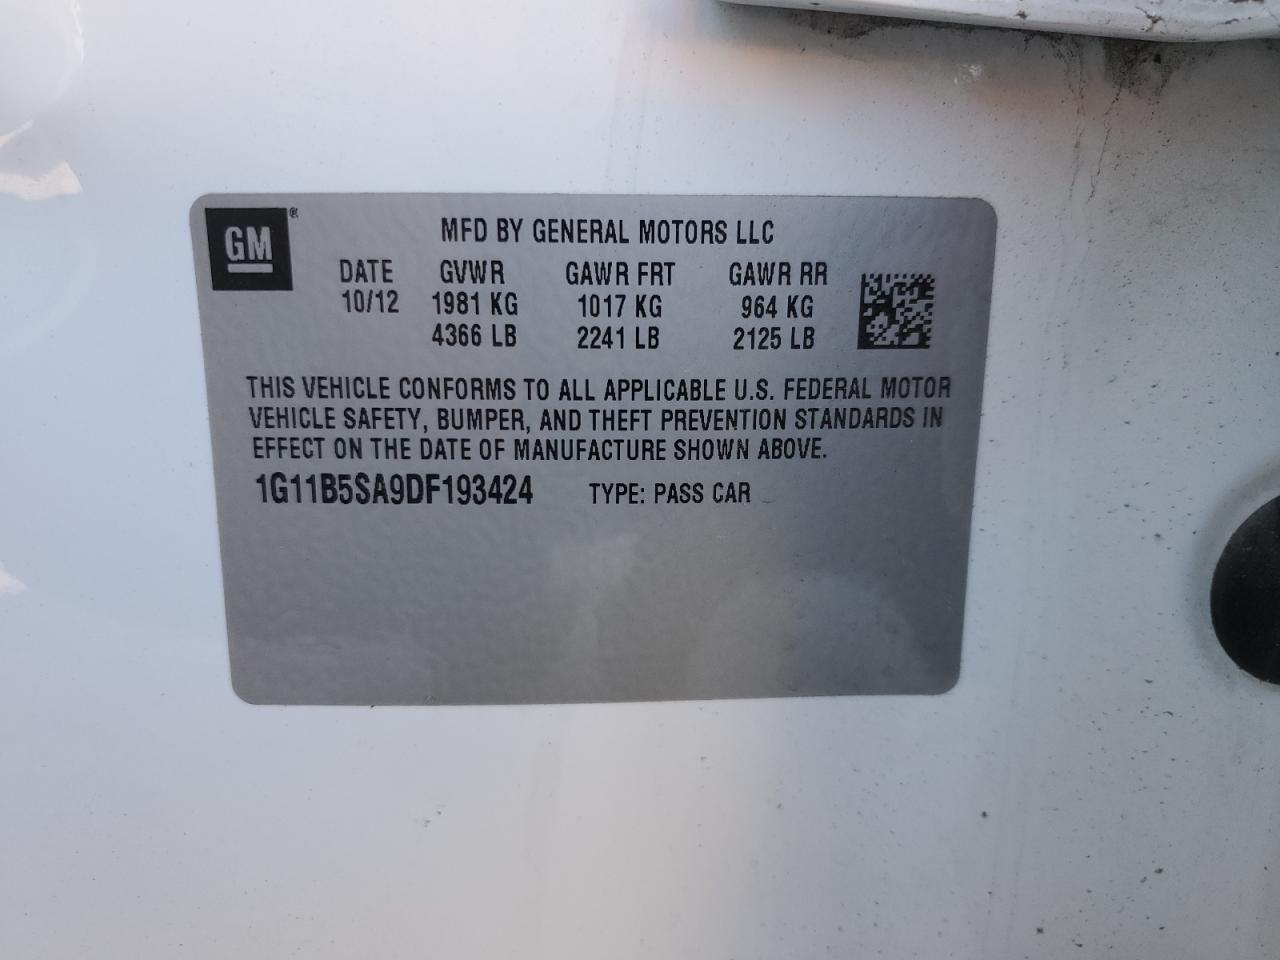 GM®
MFD BY GENERAL MOTORS LLC
DATE GVWR GAWR FRT GAWR RR
10/12 1981 KG 1017 KG 964 KG
4366 LB 2241 LB 2125 LB
THIS VEHICLE CONFORMS TO ALL APPLICABLE U.S. FEDERAL MOTOR
VEHICLE SAFETY, BUMPER, AND THEFT PREVENTION STANDARDS IN
EFFECT ON THE DATE OF MANUFACTURE SHOWN ABOVE.
1G11B5SA9DF193424 TYPE: PASS CAR